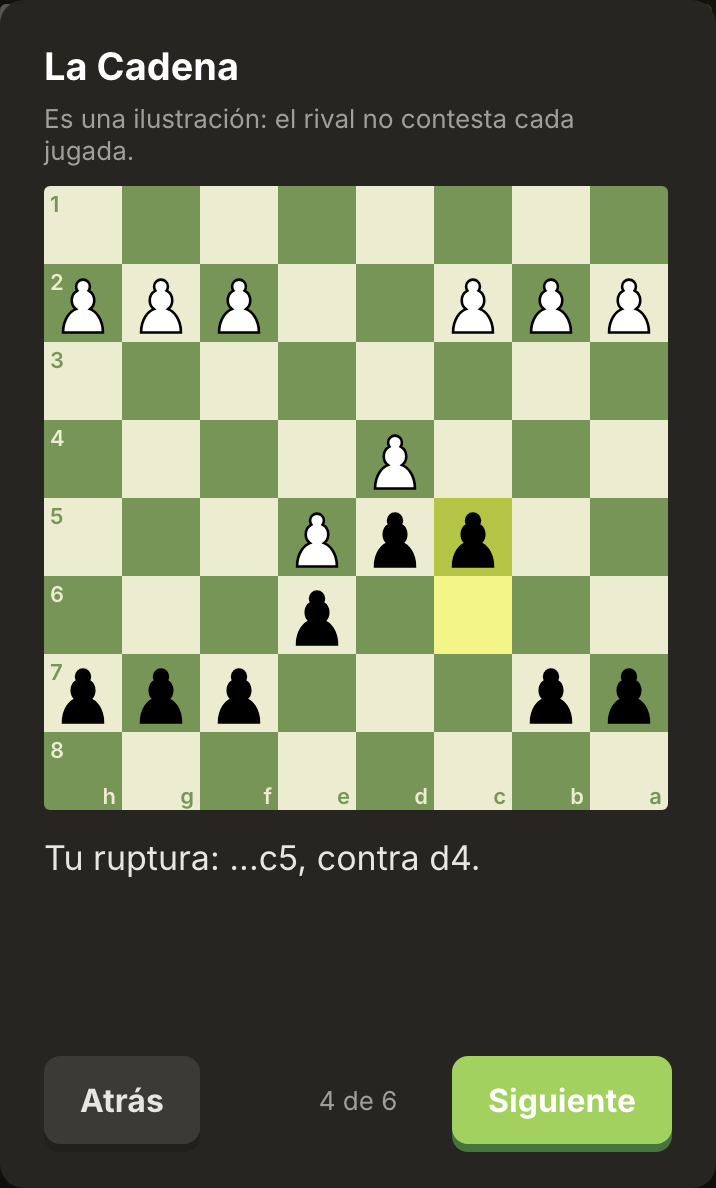 La Cadena
Es una ilustración: el rival no contesta cada
jugada.
1
2
3
4
5
6
7
8
h g f e d c b a
Tu ruptura: ...c5, contra d4.
Atrás
4 de 6
Siguiente